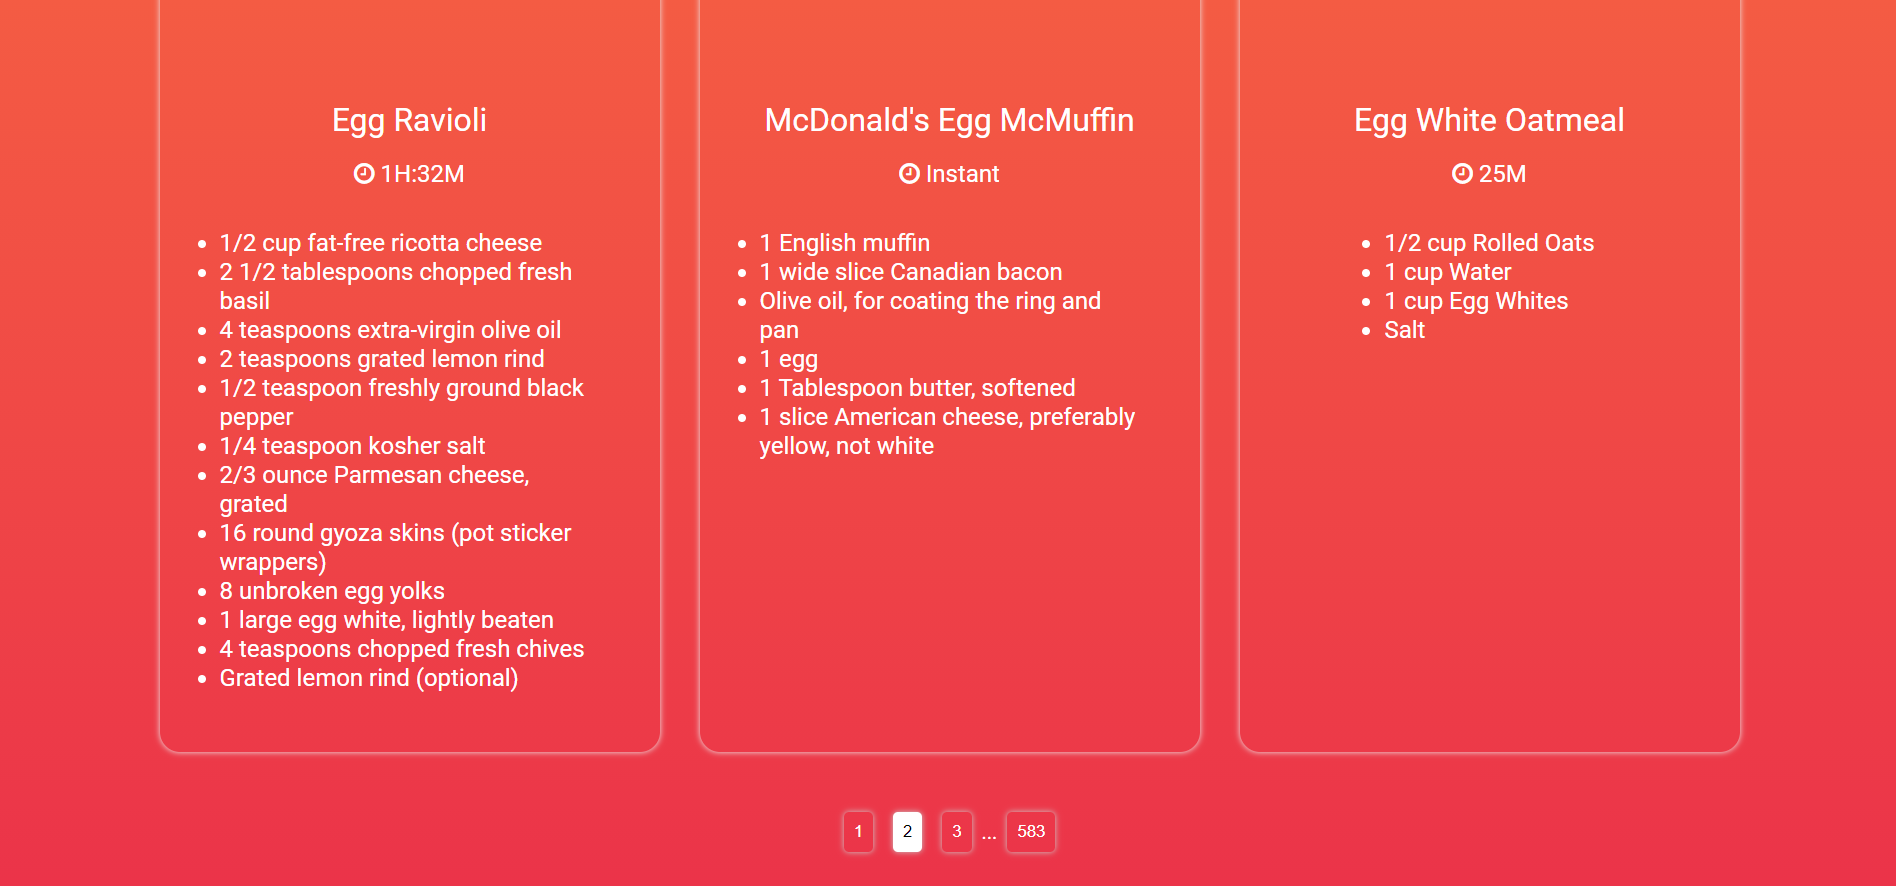 Egg Ravioli
1H:32M
1/2 cup fat-free ricotta cheese
2 1/2 tablespoons chopped fresh
basil
4 teaspoons extra-virgin olive oil
2 teaspoons grated lemon rind
1/2 teaspoon freshly ground black
pepper
1/4 teaspoon kosher salt
2/3 ounce Parmesan cheese,
grated
16 round gyoza skins (pot sticker
wrappers)
8 unbroken egg yolks
1 large egg white, lightly beaten
4 teaspoons chopped fresh chives
Grated lemon rind (optional)
McDonald's Egg McMuffin
Instant
1 English muffin
1 wide slice Canadian bacon
Olive oil, for coating the ring and
pan
1 egg
1 Tablespoon butter, softened
1 slice American cheese, preferably
yellow, not white
Egg White Oatmeal
25M
1/2 cup Rolled Oats
1 cup Water
1 cup Egg Whites
Salt
1 2 3 ... 583